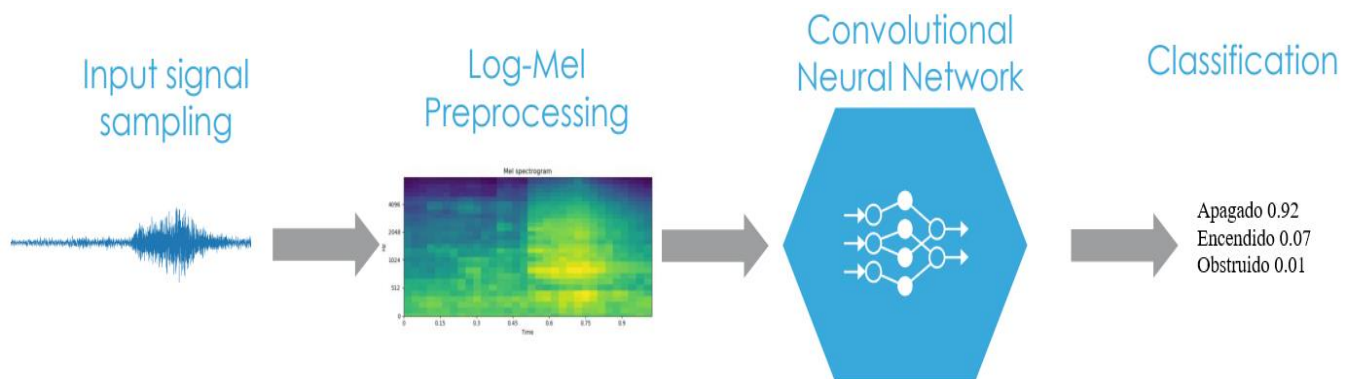 Input signal
sampling
Log-Mel
Preprocessing
Convolutional
Neural Network
Classification
Mel spectrogram
4096
2048
1024
512
0
Hz
0 0.15 0.3 0.45 0.6 0.75 0.9
Time
Apagado 0.92
Encendido 0.07
Obstruido 0.01